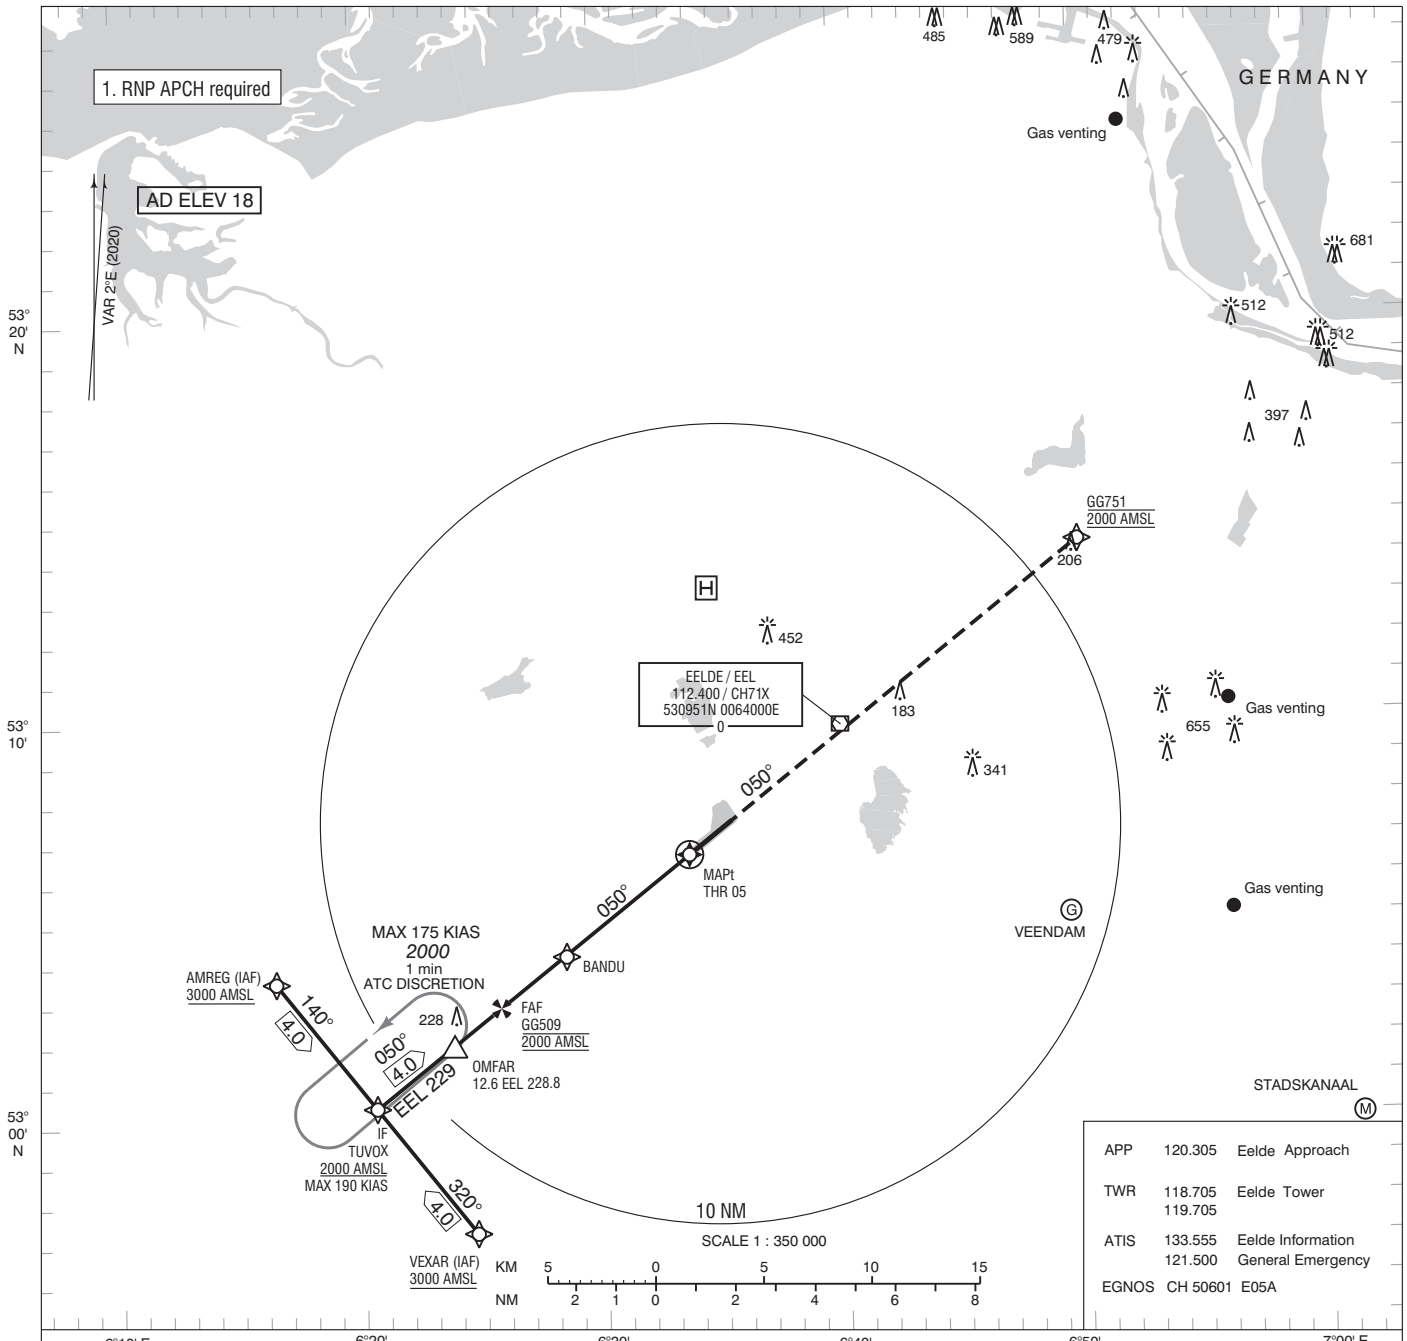 485
589
479
GERMANY
1. RNP APCH required
Gas venting
AD ELEV 18
VAR 2°E (2020)
681
512
512
53°
20'
N
397
GG751
2000 AMSL
206
H
452
EELDE / EEL
112.400 / CH71X
530951N 0064000E
0
183
655
Gas venting
53°
10'
341
050°
MAPt
THR 05
050°
Gas venting
G
VEENDAM
MAX 175 KIAS
2000
1 min
ATC DISCRETION
BANDU
AMREG (IAF)
3000 AMSL
140°
4.0
228
FAF
GG509
2000 AMSL
050°
4.0
EEL 229
OMFAR
12.6 EEL 228.8
STADSKANAAL
M
53°
00'
N
IF
TUVOX
2000 AMSL
MAX 190 KIAS
320°
4.0
VEXAR (IAF)
3000 AMSL
10 NM
SCALE 1 : 350 000
KM 5 0 5 10 15
NM 2 1 0 2 4 6 8
APP 120.305 Eelde Approach
TWR 118.705 Eelde Tower
119.705
ATIS 133.555 Eelde Information
121.500 General Emergency
EGNOS CH 50601 E05A
6°20'
6°30'
6°40'
6°50'
7°00' E